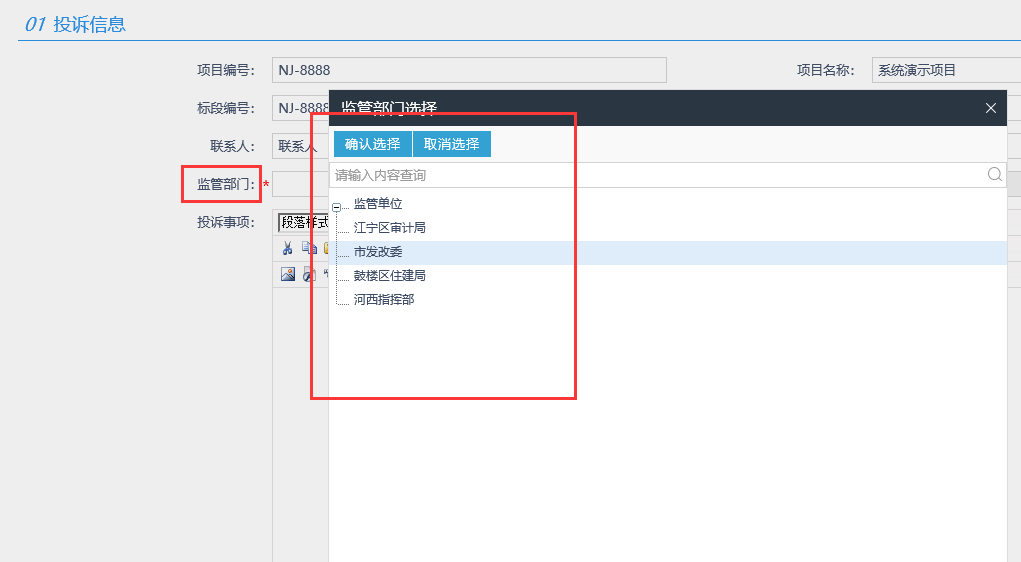 01 投诉信息
项目编号： NJ-8888 项目名称： 系统演示项目
标段编号： NJ-8888
监管部门选择
联系人： 联系人
确认选择 取消选择
监管部门： *
请输入内容查询
投诉事项： 段落样式
监管单位
江宁区审计局
市发改委
鼓楼区住建局
河西指挥部